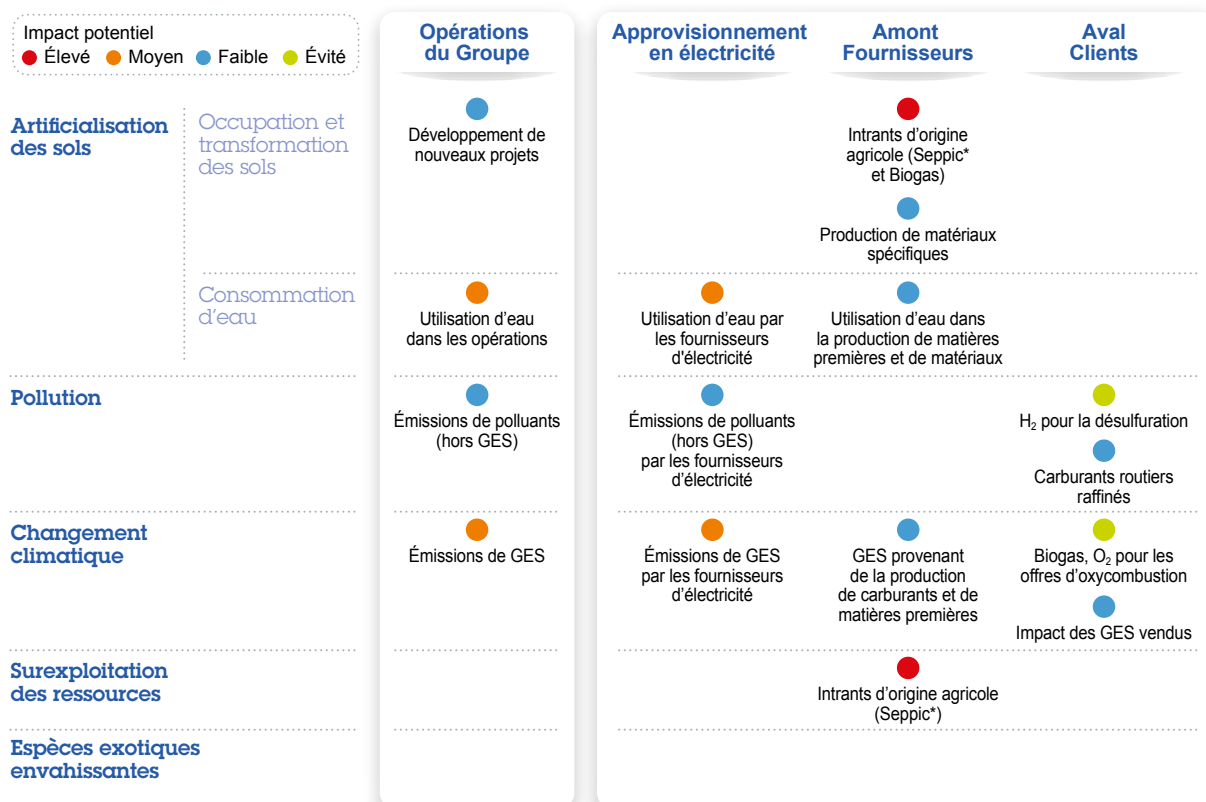 Impact potentiel
Élevé Moyen Faible Évité
Opérations
du Groupe
Approvisionnement
en électricité
Amont
Fournisseurs
Aval
Clients
Artificialisation
des sols
Occupation et
transformation
des sols
Développement de
nouveaux projets
Intrants d'origine
agricole (Seppic*
et Biogas)
Production de matériaux
spécifiques
Consommation
d'eau
Utilisation d'eau
dans les opérations
Utilisation d'eau par
les fournisseurs
d'électricité
Utilisation d'eau dans
la production de matières
premières et de matériaux
Pollution
Émissions de polluants
(hors GES)
Émissions de polluants
(hors GES)
par les fournisseurs
d'électricité
H₂ pour la désulfuration
Carburants routiers
raffinés
Changement
climatique
Émissions de GES
Émissions de GES
par les fournisseurs
d'électricité
GES provenant
de la production
de carburants et de
matières premières
Biogas, O₂ pour les
offres d'oxycombustion
Impact des GES vendus
Surexploitation
des ressources
Intrants d'origine agricole
(Seppic*)
Espèces exotiques
envahissantes